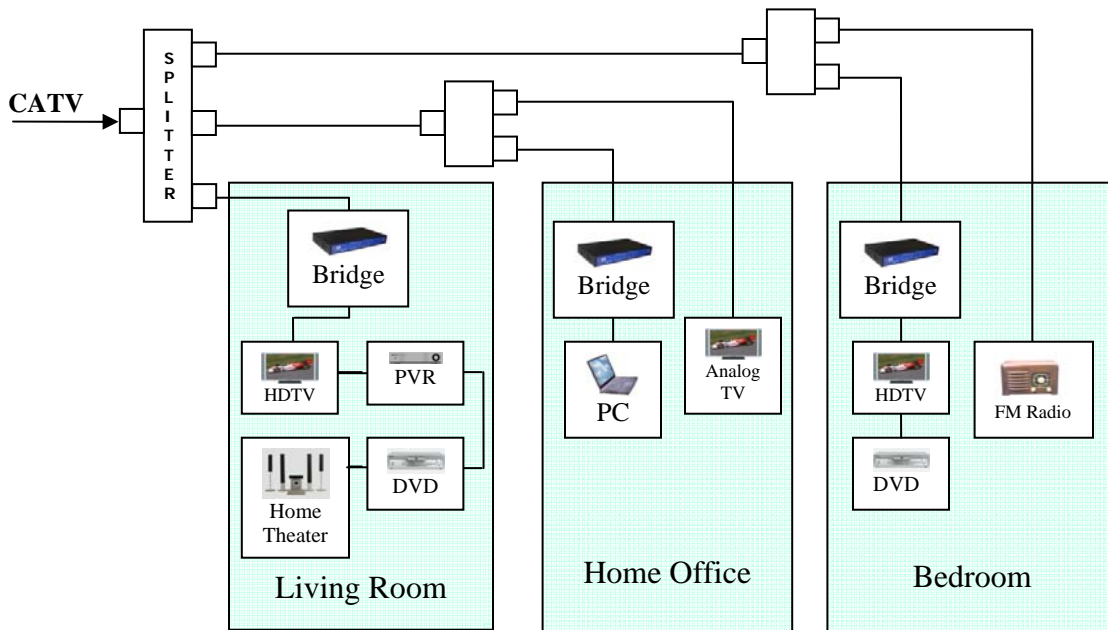 CATV
SPLITTER
Bridge
HDTV
PVR
Home
Theater
DVD
Living Room
Bridge
PC
Analog
TV
Home Office
Bridge
HDTV
DVD
FM Radio
Bedroom